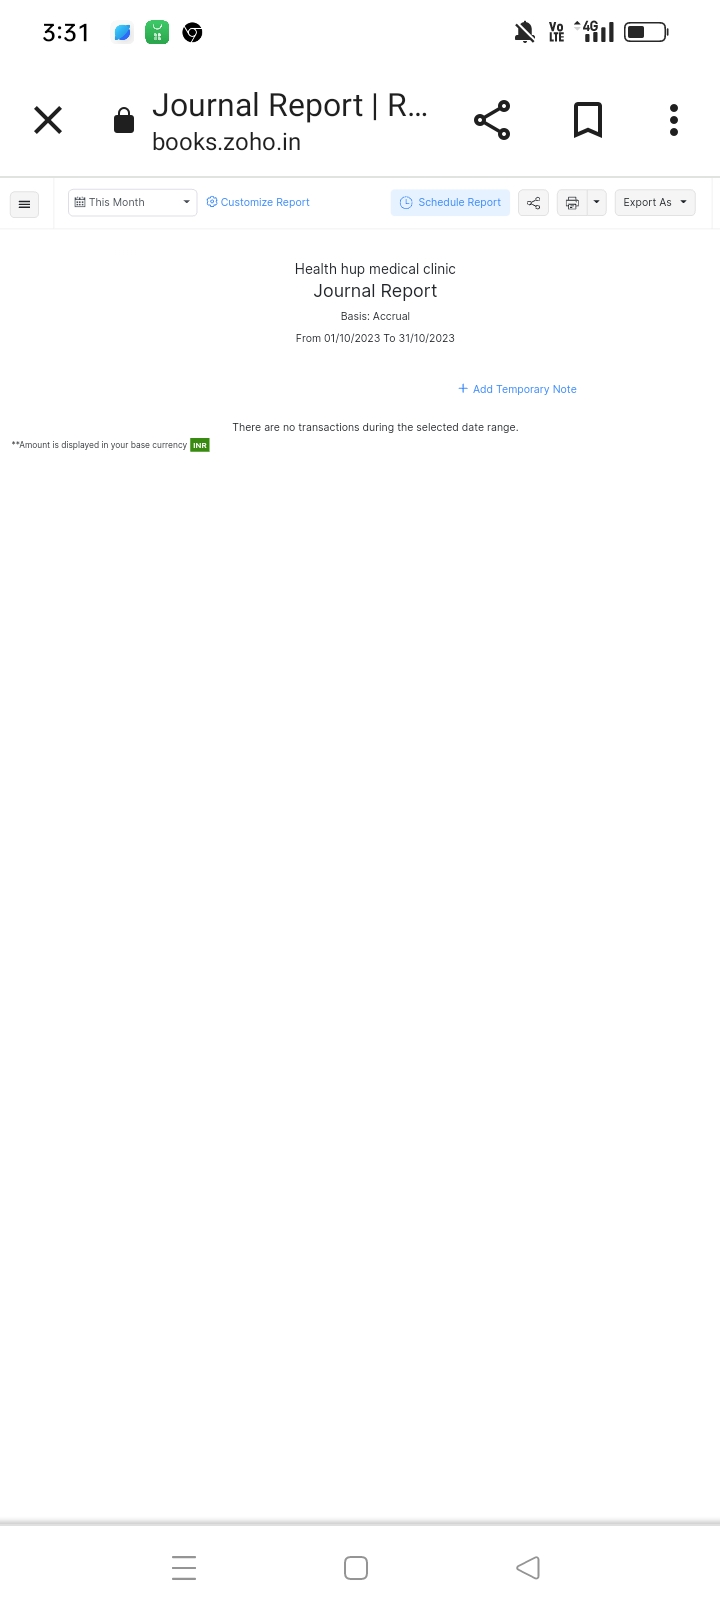 3:31
Vo LTE 4G
Journal Report | R...
books.zoho.in
This Month Customize Report Schedule Report Export As
Health hup medical clinic
Journal Report
Basis: Accrual
From 01/10/2023 To 31/10/2023
+ Add Temporary Note
There are no transactions during the selected date range.
**Amount is displayed in your base currency INR